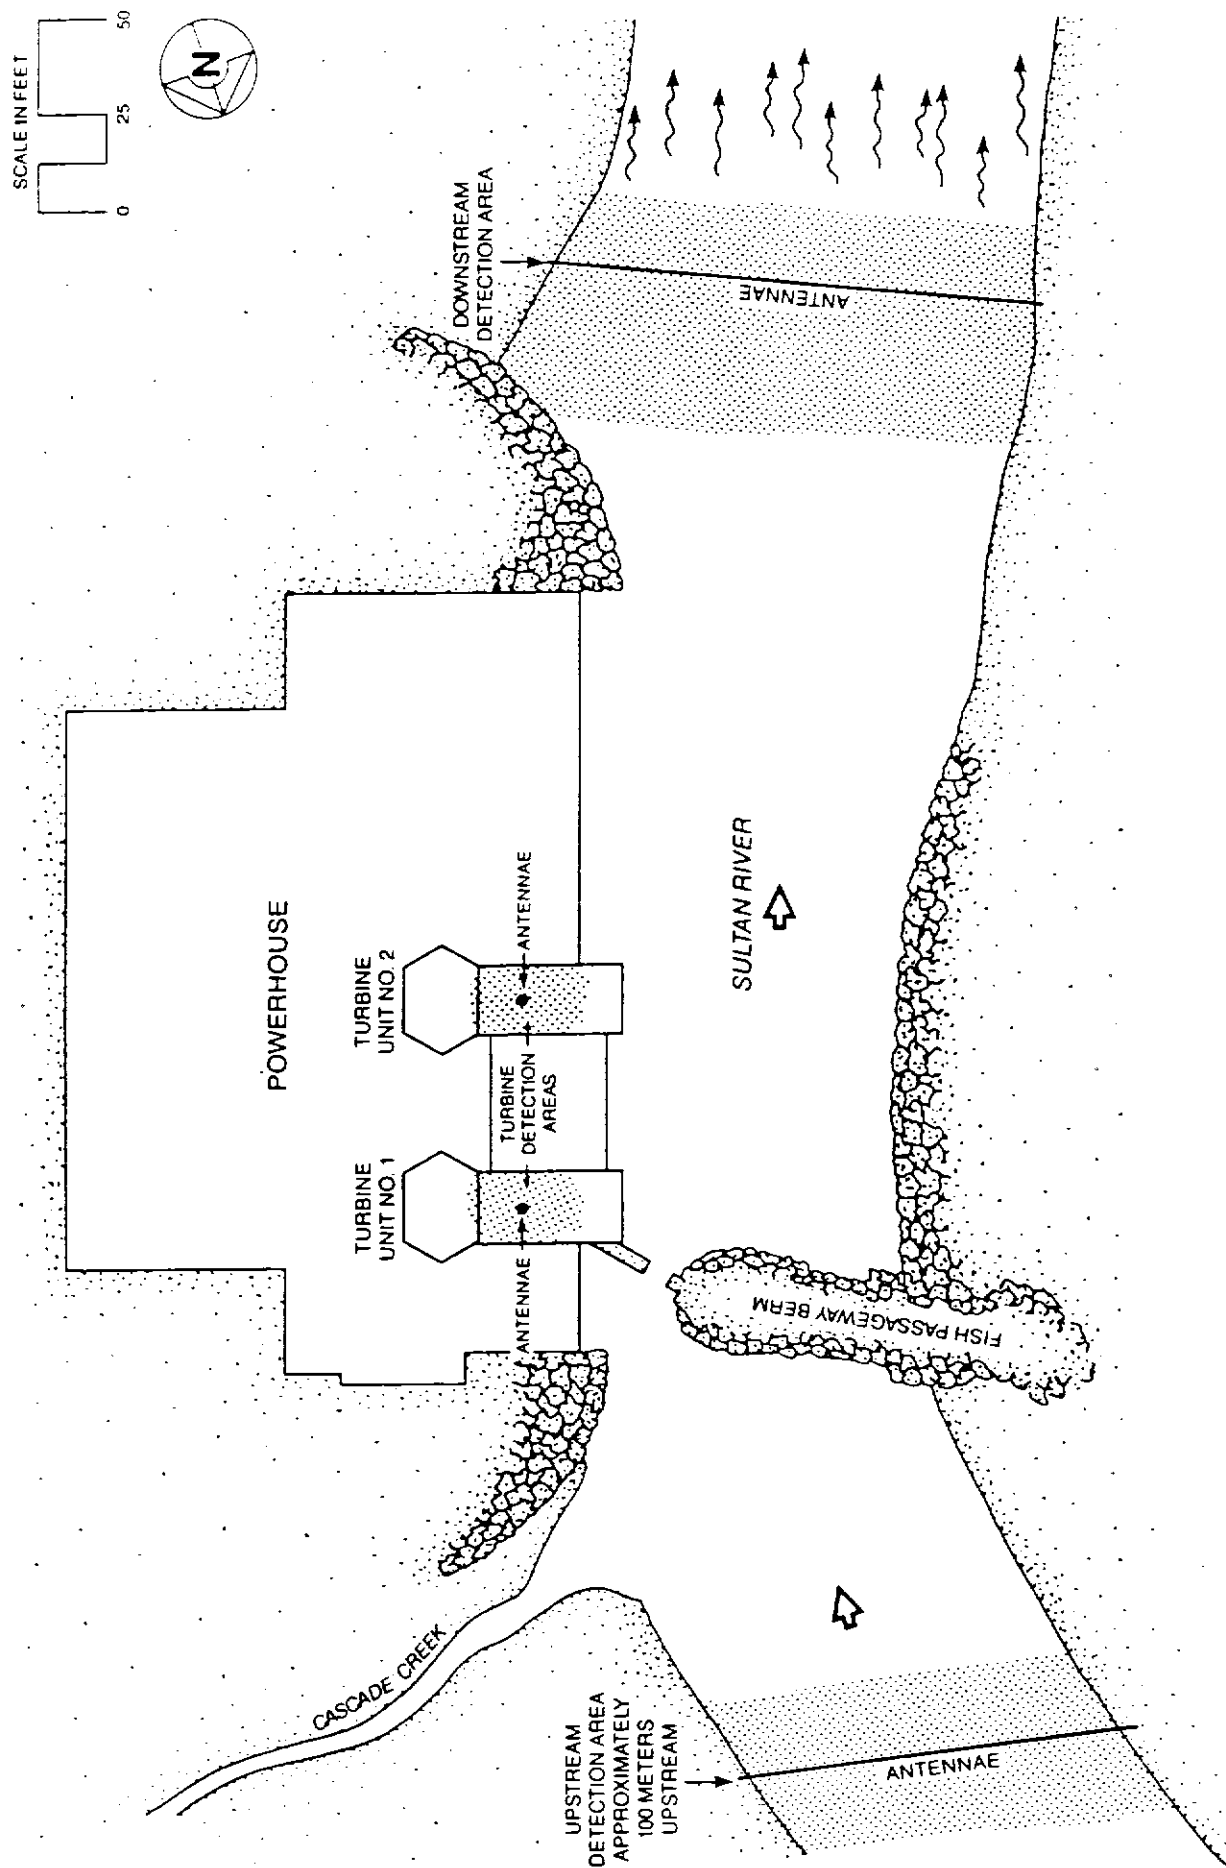 SCALE IN FEET
0 25 50
N
DOWNSTREAM
DETECTION AREA
ANTENNAE
POWERHOUSE
TURBINE
UNIT NO. 1
TURBINE
UNIT NO. 2
ANTENNAE
TURBINE
DETECTION
AREAS
ANTENNAE
SULTAN RIVER
FISH PASSAGEWAY BERM
CASCADE CREEK
UPSTREAM
DETECTION AREA
APPROXIMATELY
100 METERS
UPSTREAM
ANTENNAE